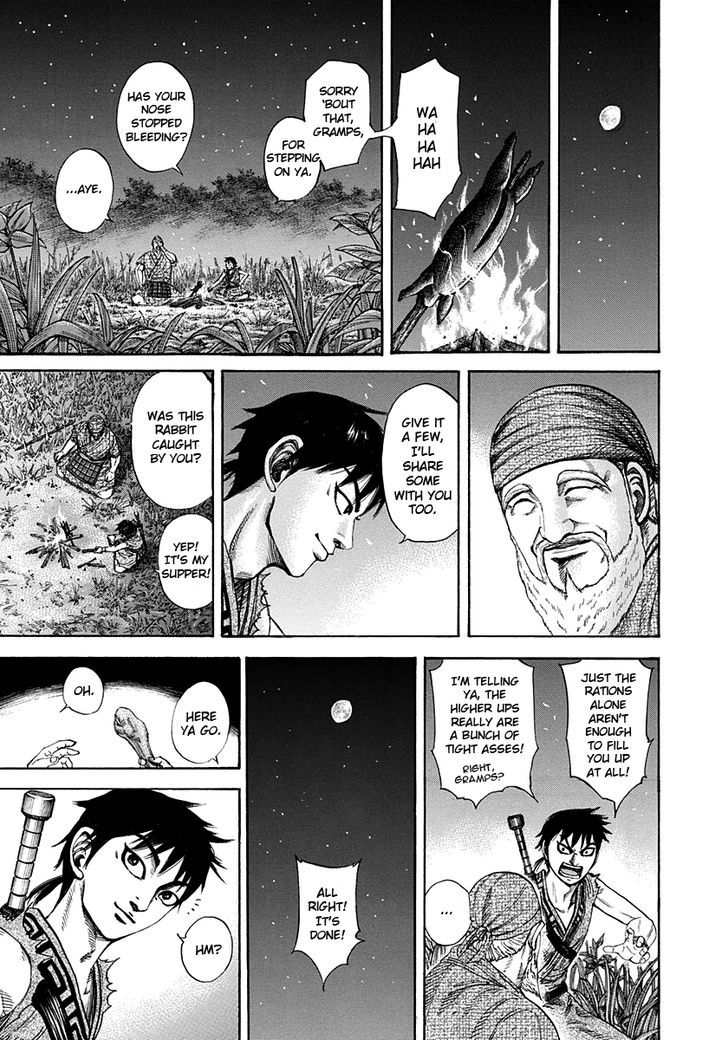 WA
HA
HA
HAH
SORRY
'BOUT
THAT,
GRAMPS,
FOR
STEPPING
ON YA.
HAS YOUR
NOSE
STOPPED
BLEEDING?
...AYE.
GIVE
IT A
FEW,
I'LL
SHARE
SOME
WITH YOU
TOO.
WAS THIS
RABBIT
CAUGHT
BY YOU?
YEP!
IT'S MY
SUPPER!
JUST
THE
RATIONS
ALONE
AREN'T
ENOUGH
TO FILL
YOU UP
AT ALL!
I'M TELLING
YA, THE
HIGHER UPS
REALLY ARE
A BUNCH OF
TIGHT ASSES!
RIGHT,
GRAMPS?
...
ALL
RIGHT!
IT'S
DONE!
HERE
YA GO.
OH.
HM?